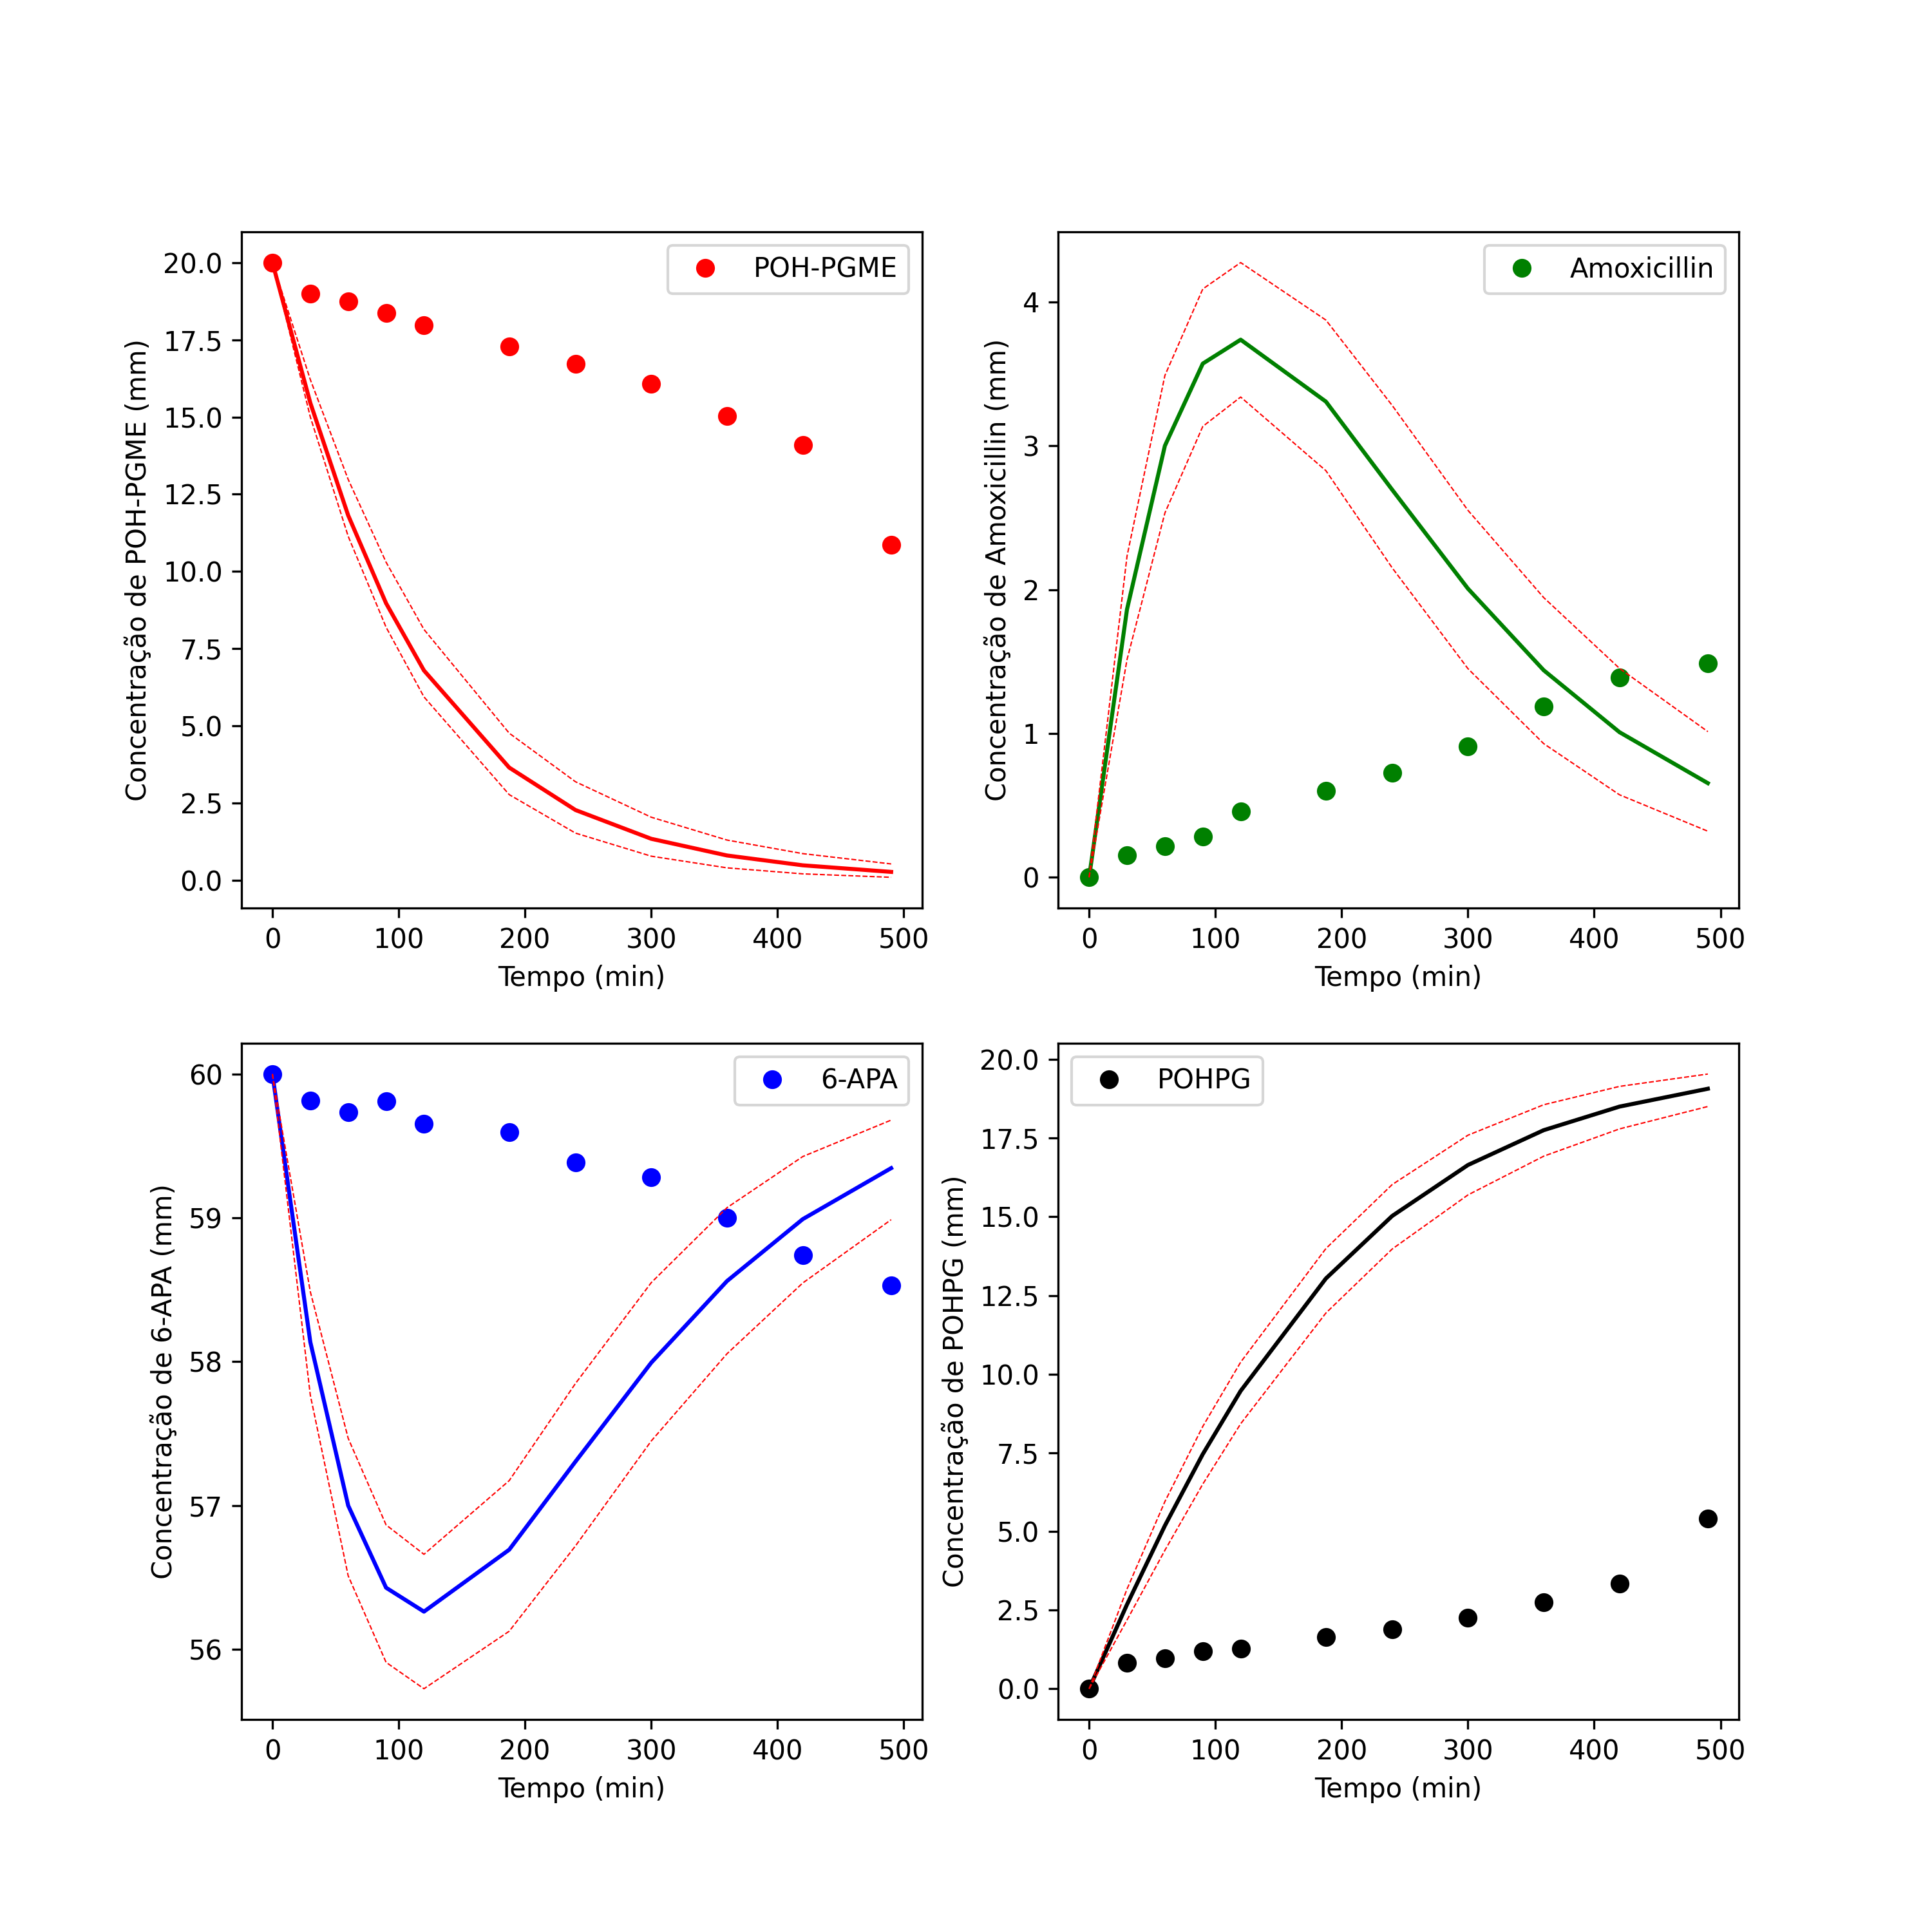 POH-PGME
20.0
17.5
15.0
12.5
10.0
7.5
5.0
2.5
0.0
Concentração de POH-PGME (mm)
0 100 200 300 400 500
Tempo (min)
Amoxicillin
4
3
2
1
0
Concentração de Amoxicillin (mm)
0 100 200 300 400 500
Tempo (min)
6-APA
60
59
58
57
56
Concentração de 6-APA (mm)
0 100 200 300 400 500
Tempo (min)
POHPG
20.0
17.5
15.0
12.5
10.0
7.5
5.0
2.5
0.0
Concentração de POHPG (mm)
0 100 200 300 400 500
Tempo (min)